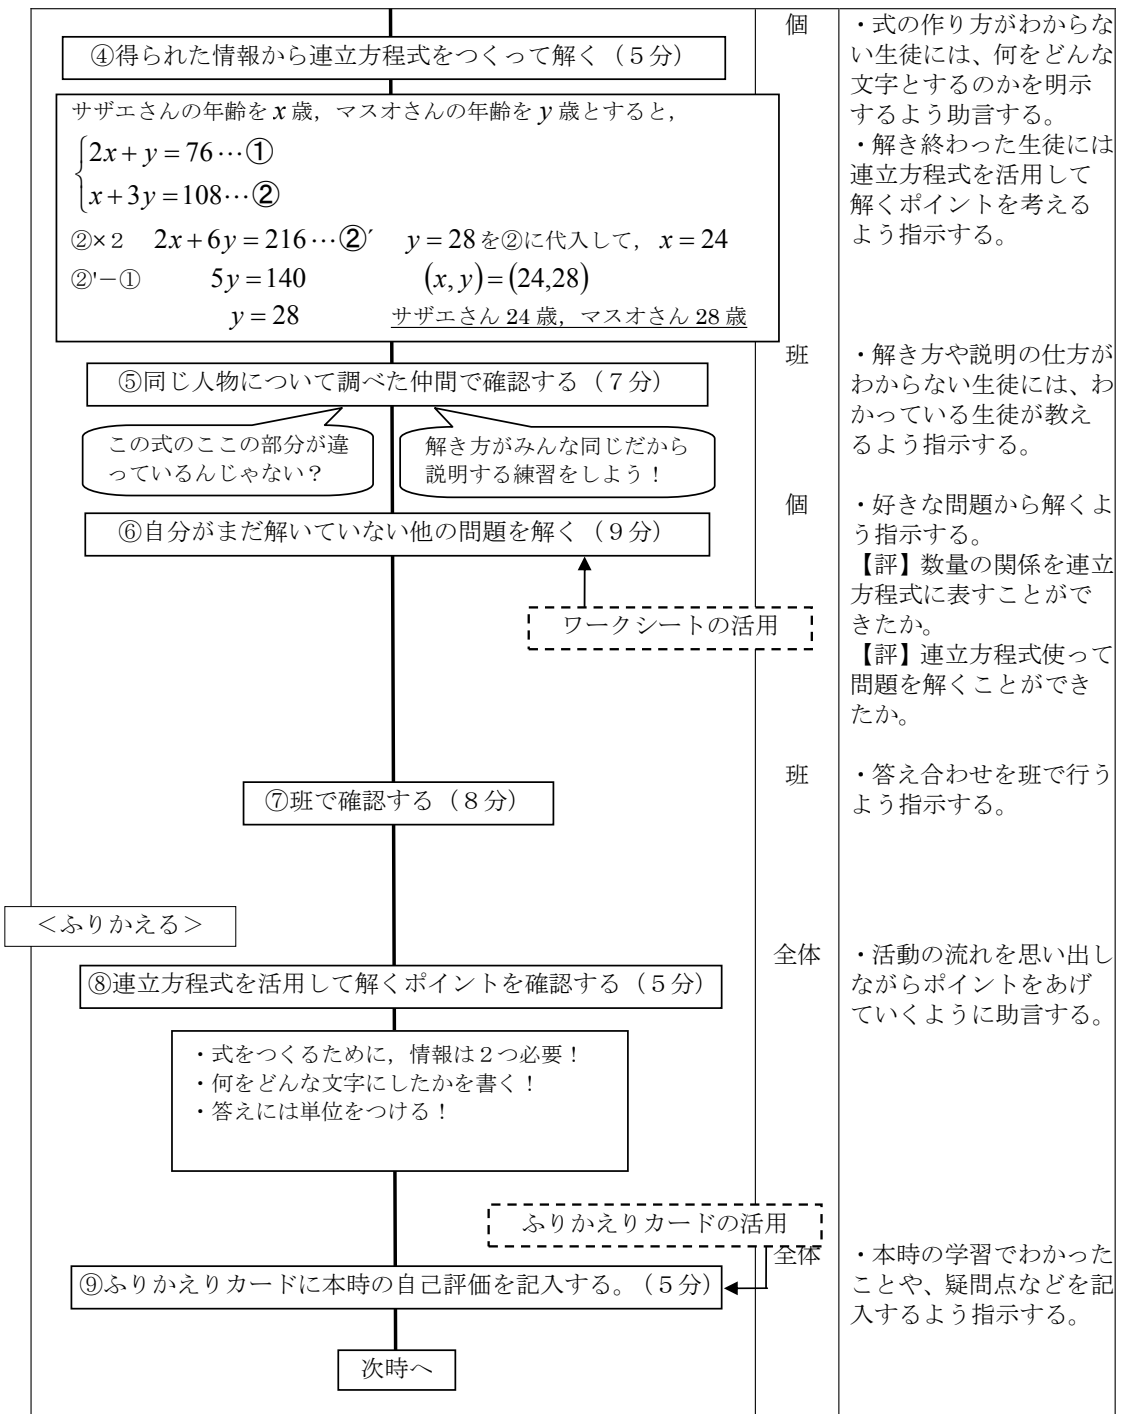 ④得られた情報から連立方程式をつくって解く（５分）
サザエさんの年齢を x 歳，マスオさんの年齢を y 歳とすると，
2x + y = 76 ⋯①
x + 3y = 108⋯②
②×２ 2x + 6y = 216 ⋯②´ y = 28 を②に代入して，x = 24
②'－① 5y = 140 (x, y) = (24,28)
y = 28 サザエさん 24 歳，マスオさん 28 歳
⑤同じ人物について調べた仲間で確認する（７分）
この式のここの部分が違
っているんじゃない？
解き方がみんな同じだから
説明する練習をしよう！
⑥自分がまだ解いていない他の問題を解く（９分）
ワークシートの活用
⑦班で確認する（８分）
＜ふりかえる＞
⑧連立方程式を活用して解くポイントを確認する（５分）
・式をつくるために，情報は２つ必要！
・何をどんな文字にしたかを書く！
・答えには単位をつける！
ふりかえりカードの活用
⑨ふりかえりカードに本時の自己評価を記入する。（５分）
次時へ
個
班
個
班
全体
全体
・式の作り方がわからな
い生徒には、何をどんな
文字とするのかを明示
するよう助言する。
・解き終わった生徒には
連立方程式を活用して
解くポイントを考える
よう指示する。
・解き方や説明の仕方が
わからない生徒には、わ
かっている生徒が教え
るよう指示する。
・好きな問題から解くよ
う指示する。
【評】数量の関係を連立
方程式に表すことがで
きたか。
【評】連立方程式使って
問題を解くことができ
たか。
・答え合わせを班で行う
よう指示する。
・活動の流れを思い出し
ながらポイントをあげ
ていくように助言する。
・本時の学習でわかった
ことや、疑問点などを記
入するよう指示する。